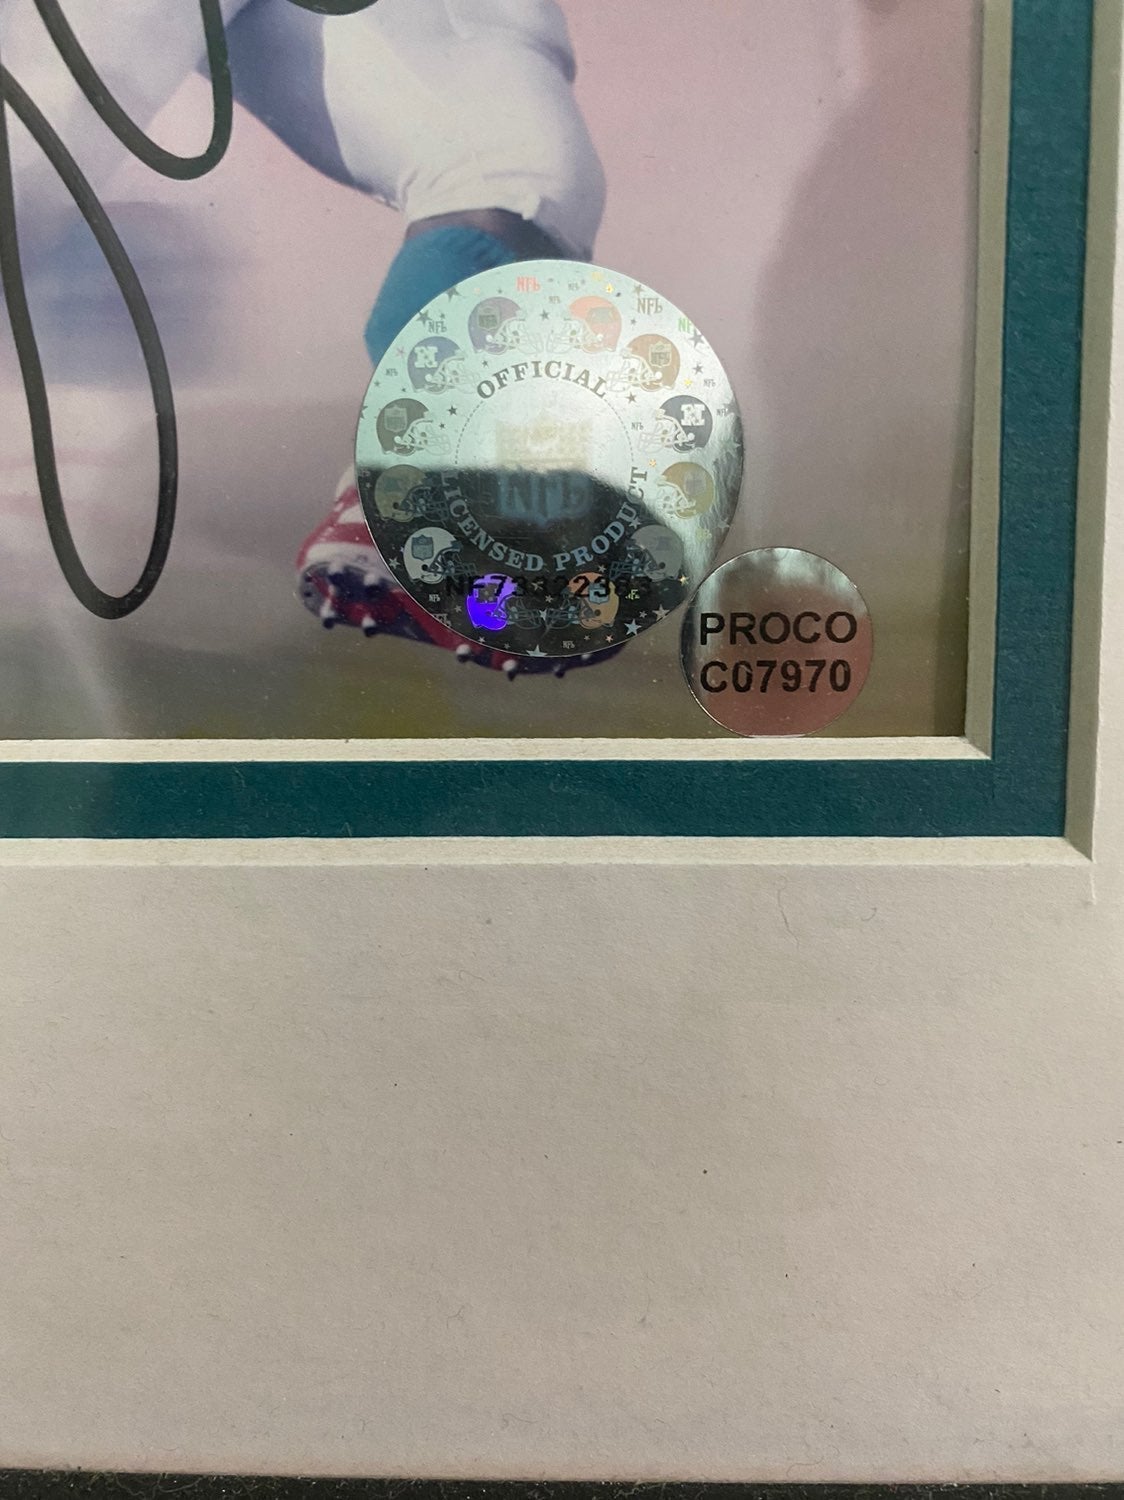 OFFICIAL
NFL
LICENSED PRODUCT
PROCO
C07970